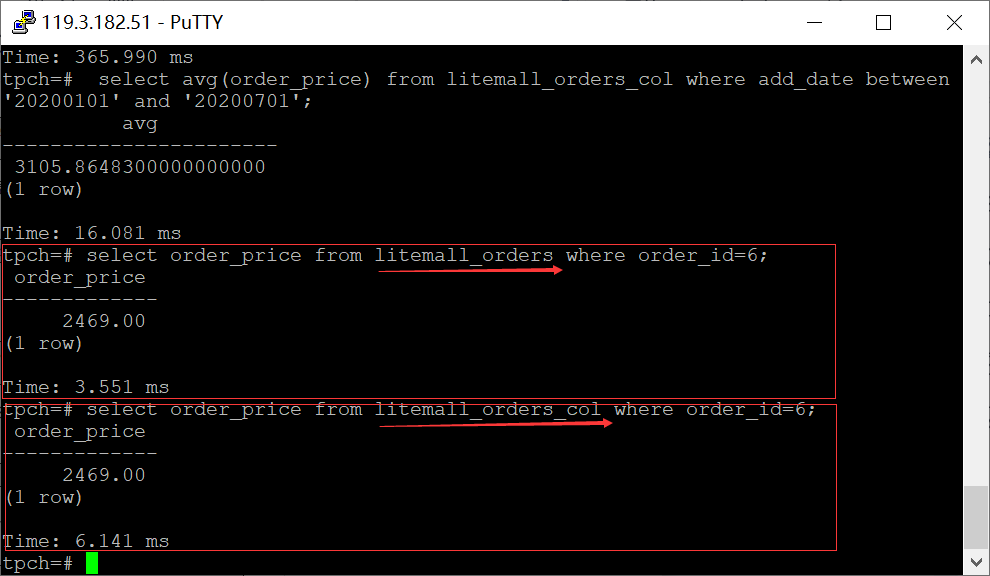 119.3.182.51 - PuTTY
Time: 365.990 ms
tpch=#  select avg(order_price) from litemall_orders_col where add_date between
'20200101' and '20200701';
          avg
-----------------------
 3105.8648300000000000
(1 row)
Time: 16.081 ms
tpch=# select order_price from litemall_orders where order_id=6;
 order_price
-------------
     2469.00
(1 row)
Time: 3.551 ms
tpch=# select order_price from litemall_orders_col where order_id=6;
 order_price
-------------
     2469.00
(1 row)
Time: 6.141 ms
tpch=#